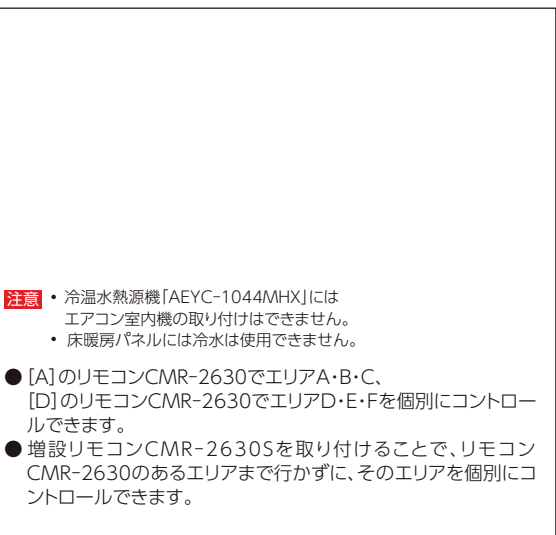 注意 • 冷温水熱源機「AEYC-1044MHX」には
エアコン室内機の取り付けはできません。
• 床暖房パネルには冷水は使用できません。
● [A]のリモコンCMR-2630でエリアA・B・C、
[D]のリモコンCMR-2630でエリアD・E・Fを個別にコントロー
ルできます。
● 増設リモコンCMR-2630Sを取り付けることで、リモコン
CMR-2630のあるエリアまで行かずに、そのエリアを個別にコ
ントロールできます。